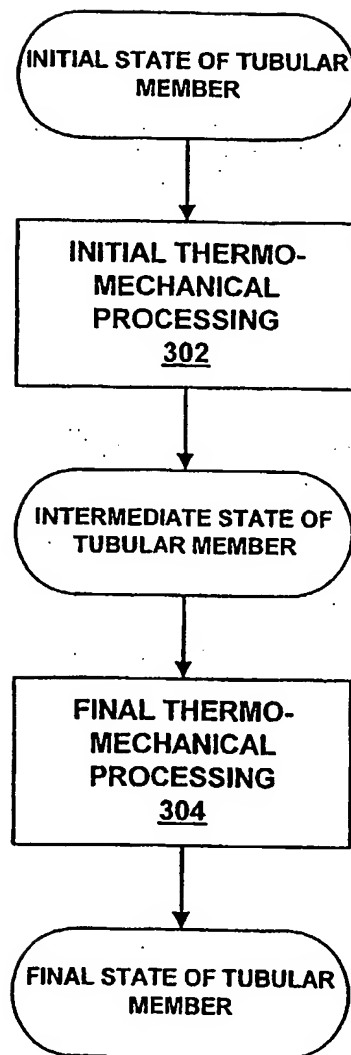 INITIAL STATE OF TUBULAR
MEMBER
INITIAL THERMO-
MECHANICAL
PROCESSING
302
INTERMEDIATE STATE OF
TUBULAR MEMBER
FINAL THERMO-
MECHANICAL
PROCESSING
304
FINAL STATE OF TUBULAR
MEMBER